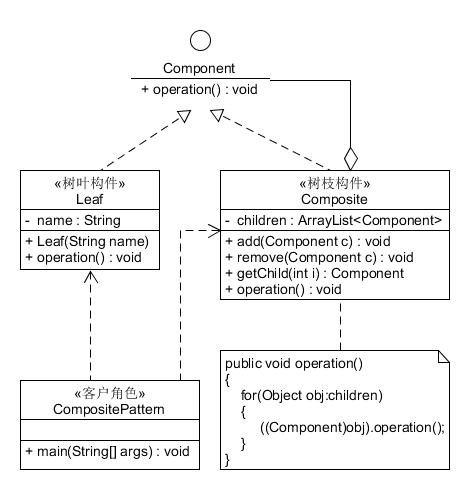 Component
+ operation() : void
«树叶构件»
Leaf
- name : String
+ Leaf(String name)
+ operation() : void
«树枝构件»
Composite
- children : ArrayList<Component>
+ add(Component c) : void
+ remove(Component c) : void
+ getChild(int i) : Component
+ operation() : void
«客户角色»
CompositePattern
+ main(String[] args) : void
public void operation()
{
for(Object obj:children)
{
((Component)obj).operation();
}
}